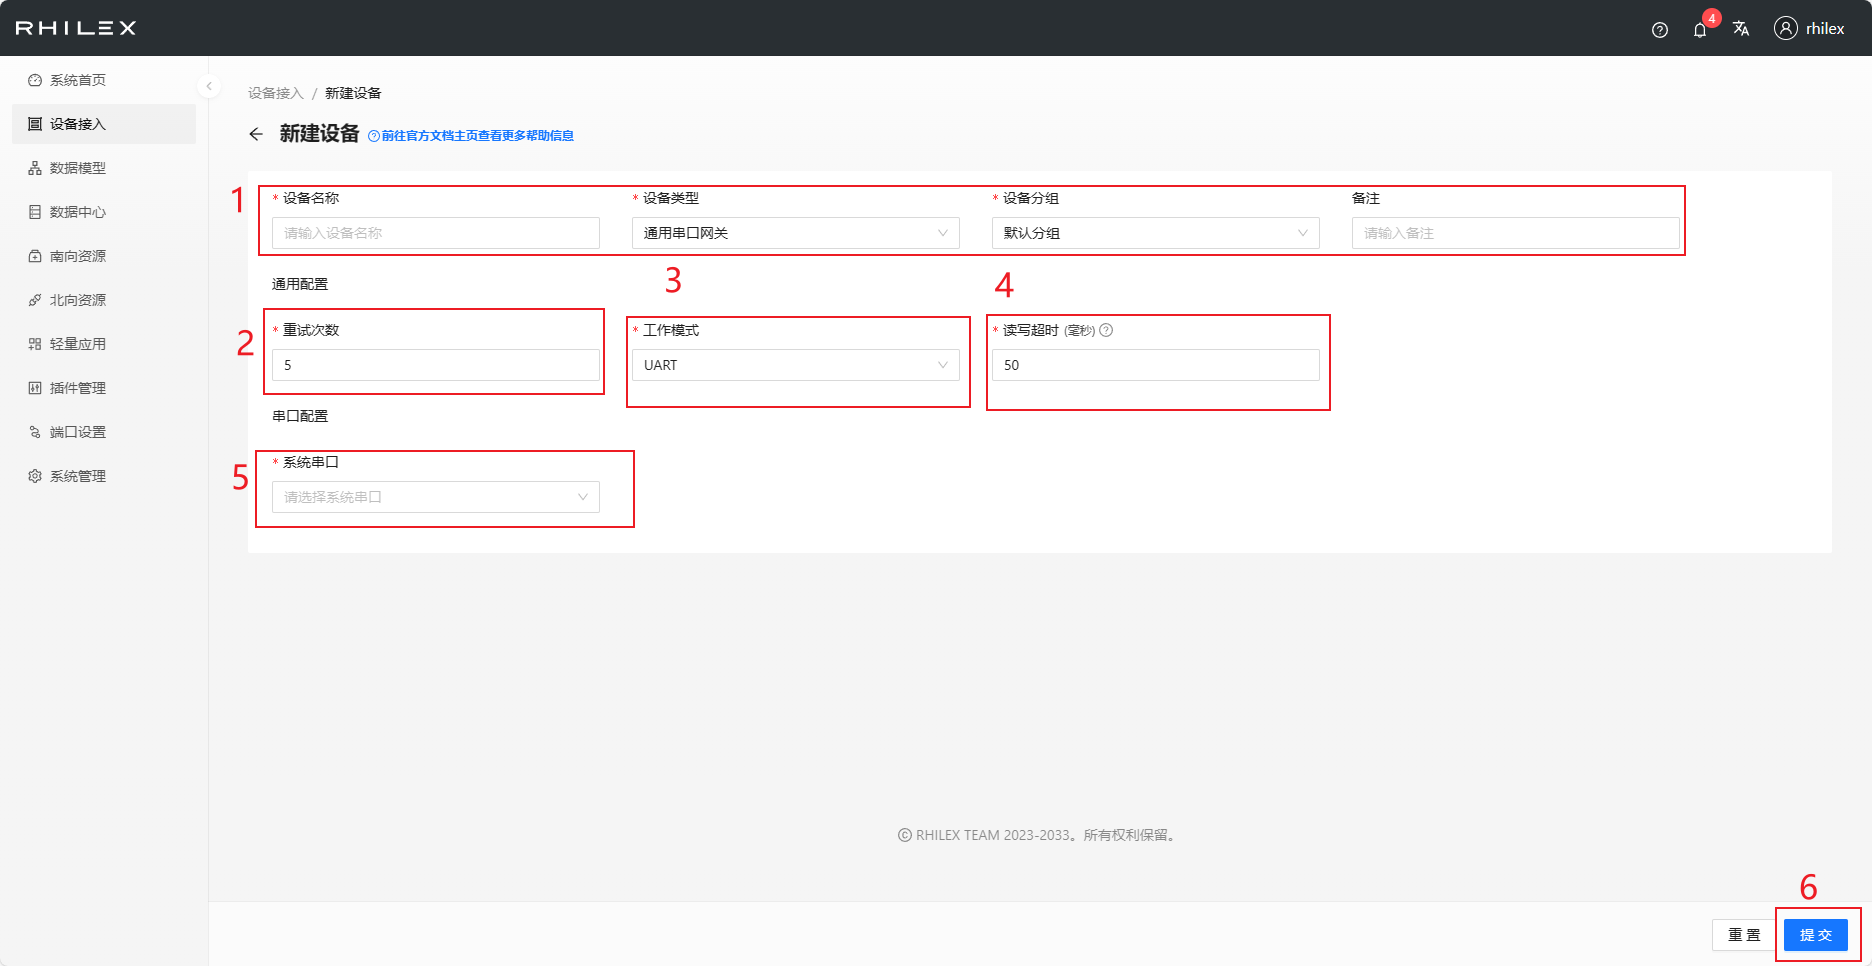 RHILEX
4
rhilex
系统首页
设备接入
数据模型
数据中心
南向资源
北向资源
轻量应用
插件管理
端口设置
系统管理
设备接入 / 新建设备
新建设备 前往官方文档主页查看更多帮助信息
1
* 设备名称 * 设备类型 * 设备分组 备注
请输入设备名称 通用串口网关 默认分组 请输入备注
通用配置
3
4
2
* 重试次数 * 工作模式 * 读写超时 (毫秒)
5 UART 50
串口配置
5
* 系统串口
请选择系统串口
© RHILEX TEAM 2023-2033。所有权利保留。
6
重 置 提 交